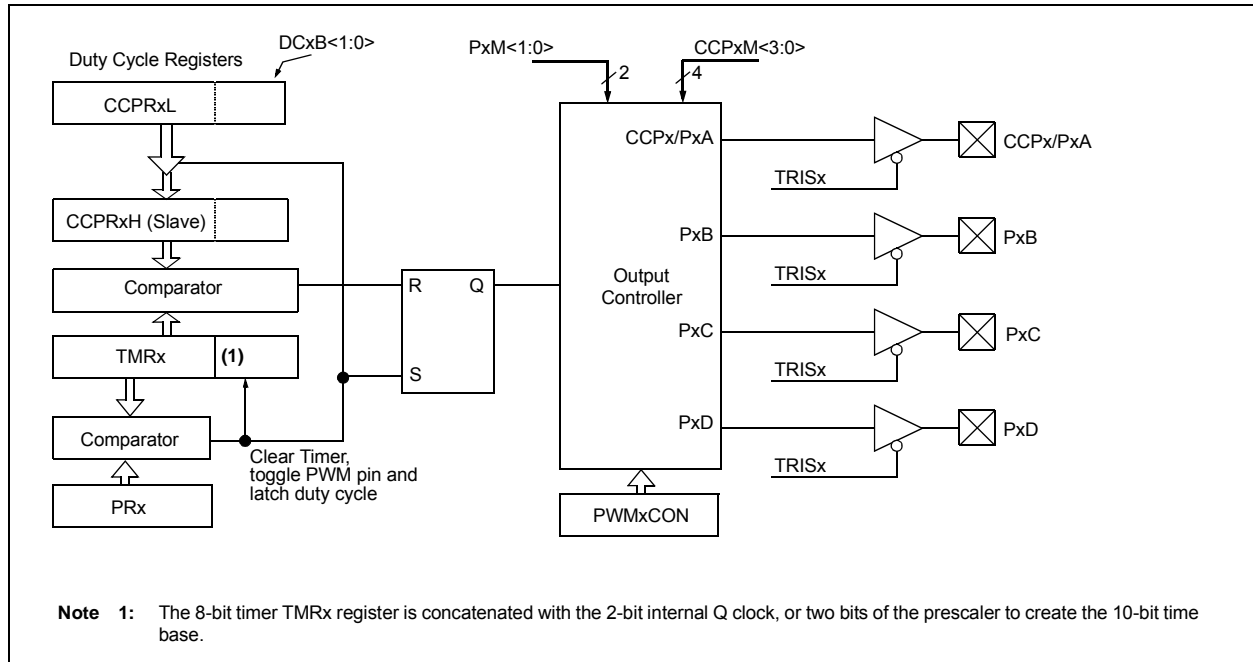 DCxB<1:0>
Duty Cycle Registers
CCPRxL
CCPRxH (Slave)
Comparator
TMRx
(1)
Comparator
PRx
Clear Timer,
toggle PWM pin and
latch duty cycle
R
Q
S
PxM<1:0>
2
CCPxM<3:0>
4
Output
Controller
CCPx/PxA
PxB
PxC
PxD
PWMxCON
TRISx
CCPx/PxA
TRISx
PxB
TRISx
PxC
TRISx
PxD
Note 1: The 8-bit timer TMRx register is concatenated with the 2-bit internal Q clock, or two bits of the prescaler to create the 10-bit time
base.